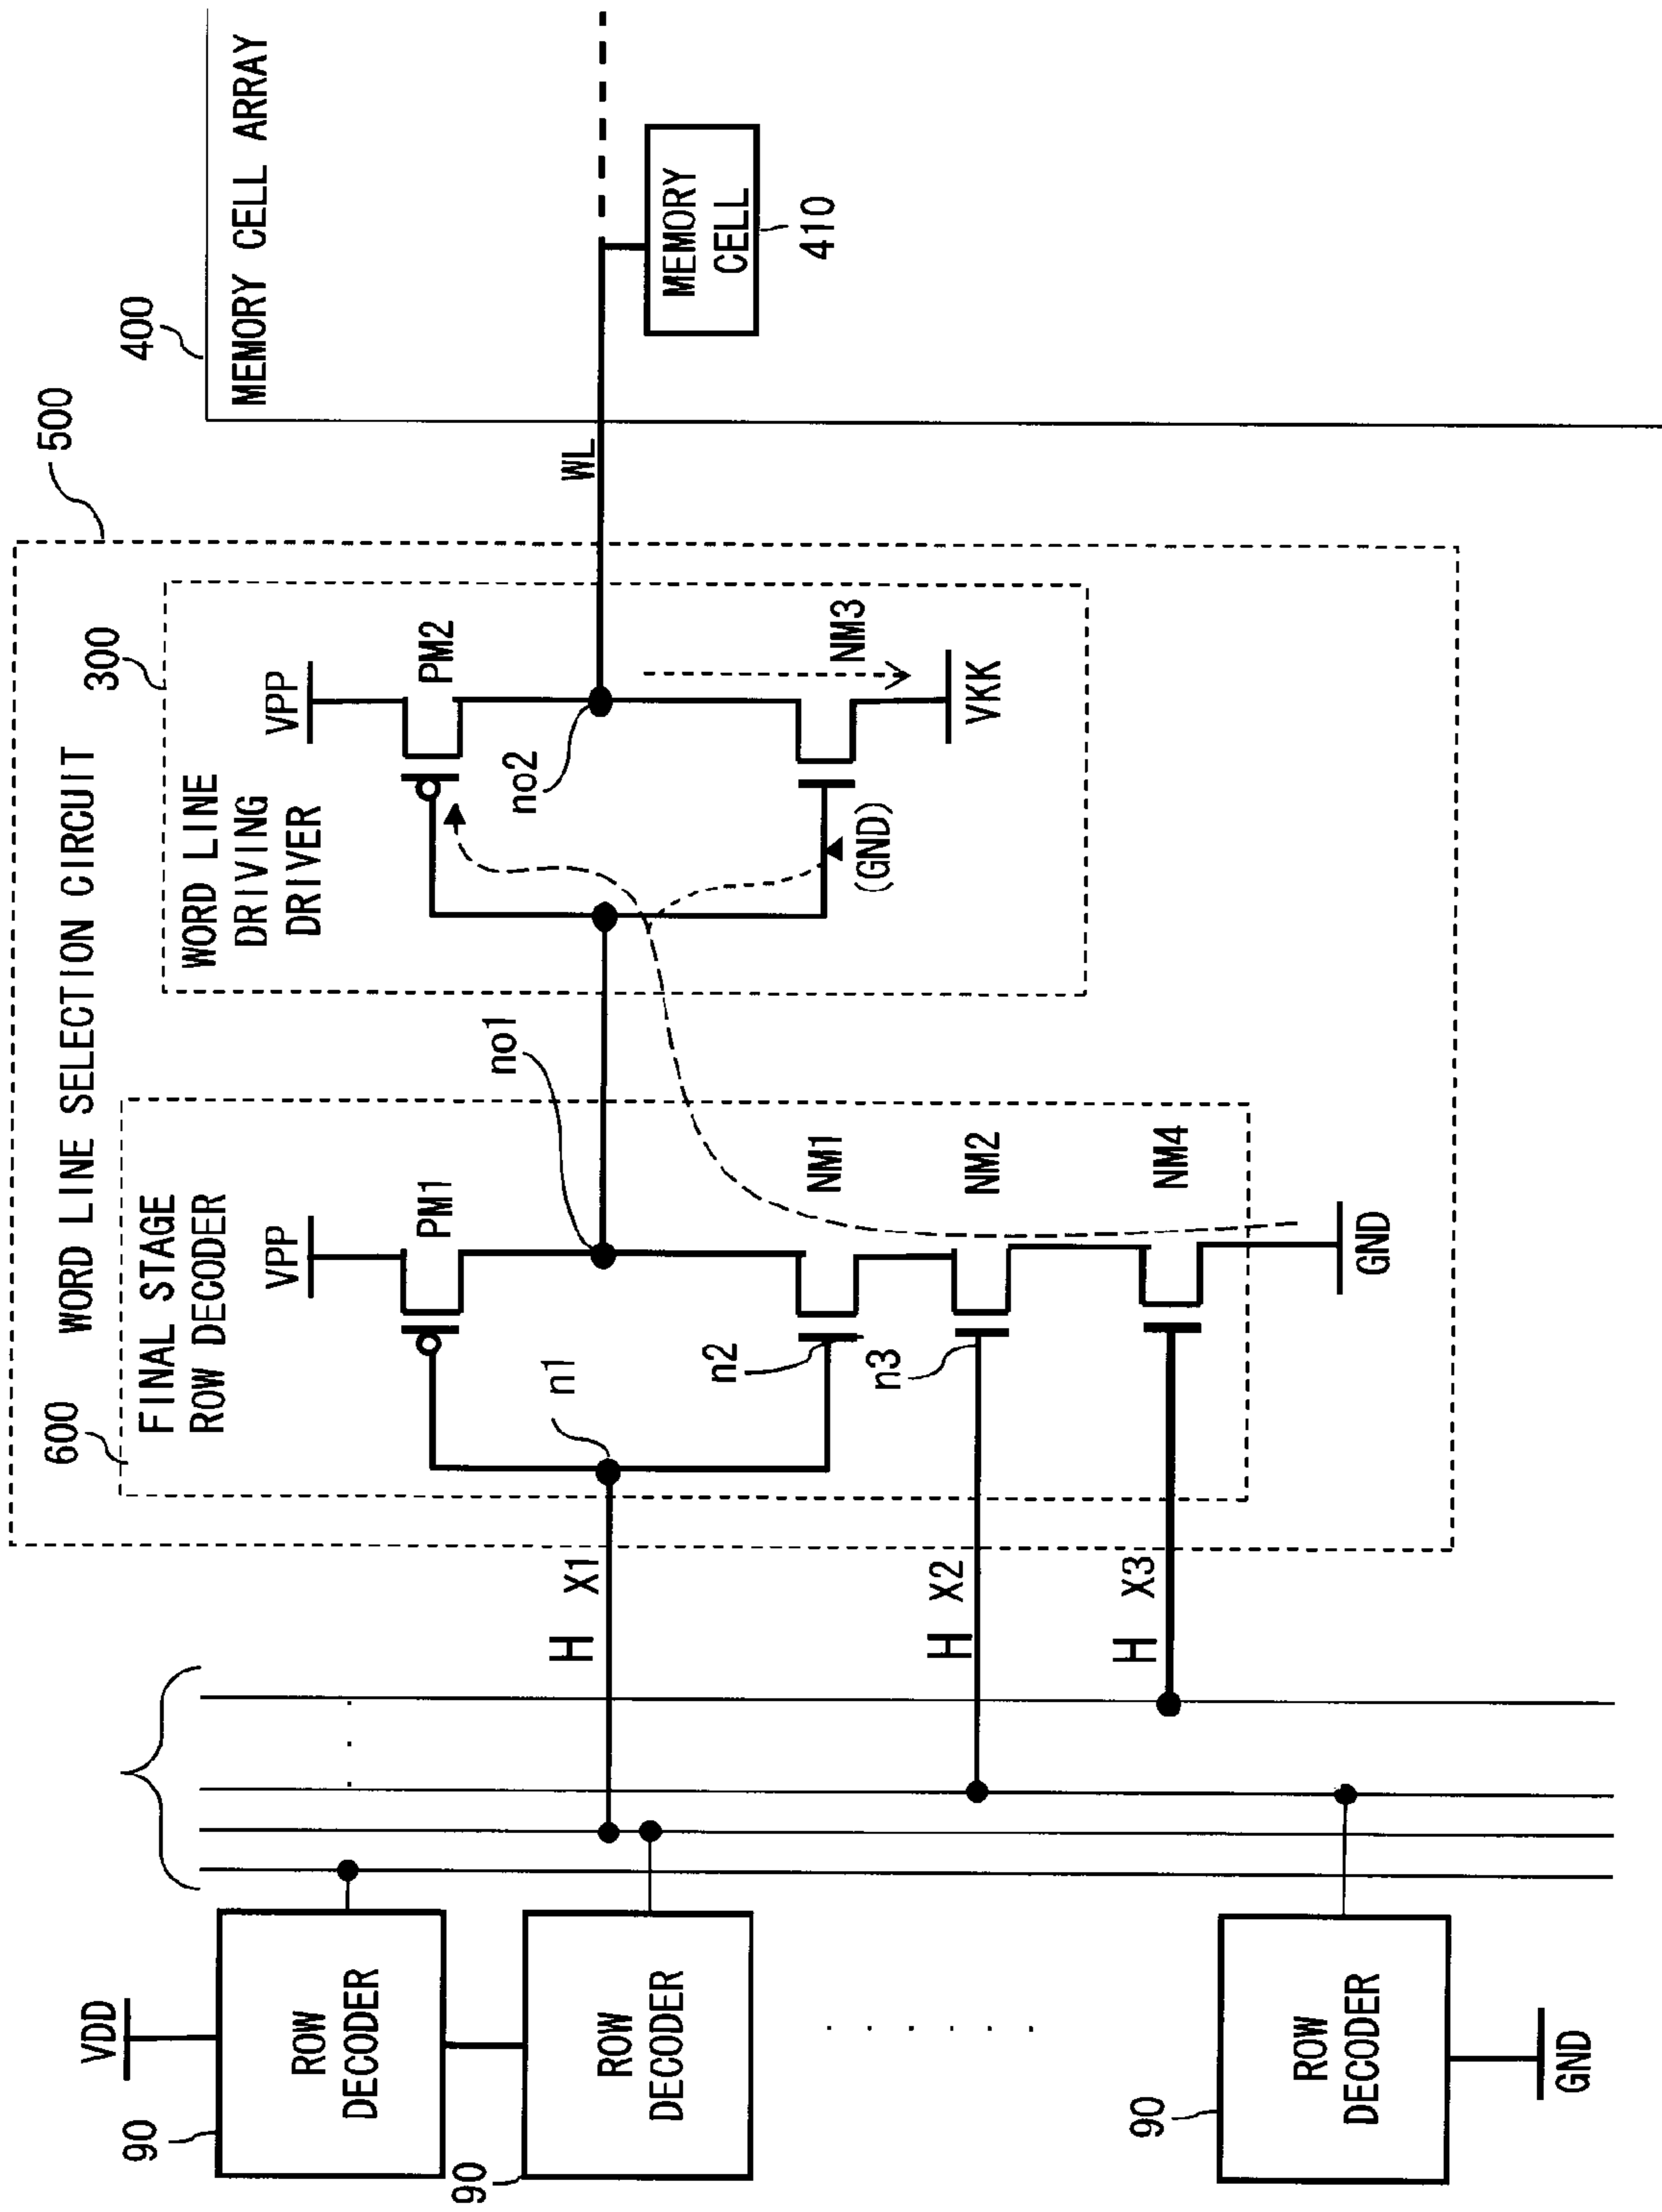 500
WORD LINE SELECTION CIRCUIT
400
MEMORY CELL ARRAY
600
FINAL STAGE
ROW DECODER
300
WORD LINE
DRIVING
DRIVER
VDD
90
ROW
DECODER
90
ROW
DECODER
. . . . . .
90
ROW
DECODER
GND
. . .
H X1
H X2
H X3
n1
n2
n3
VPP
PM1
no1
NM1
NM2
NM4
GND
VPP
PM2
no2
(GND)
NM3
VKK
WL
MEMORY
CELL
410